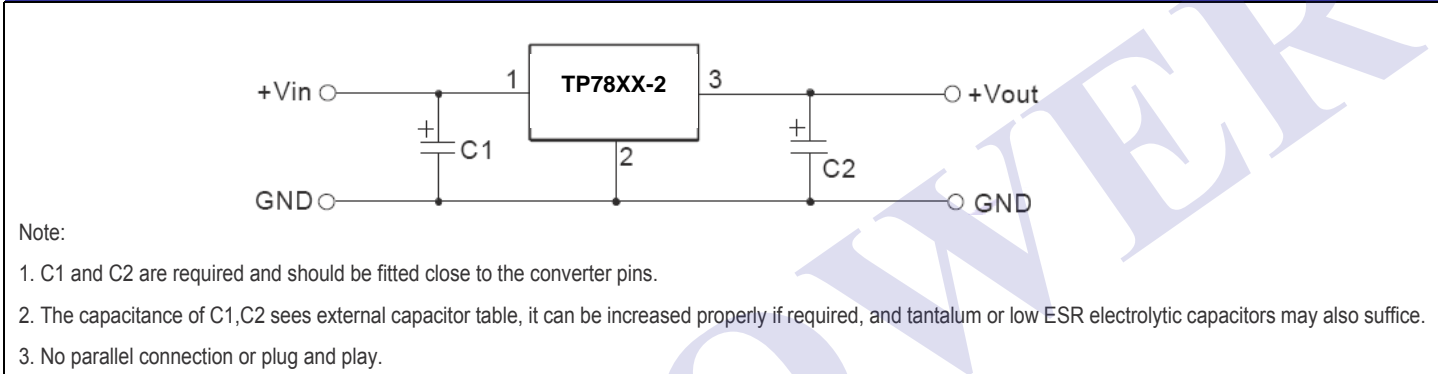 TP78XX-2
+Vin
1
3
+Vout
+
C1
2
+
C2
GND
GND
Note:
1. C1 and C2 are required and should be fitted close to the converter pins.
2. The capacitance of C1,C2 sees external capacitor table, it can be increased properly if required, and tantalum or low ESR electrolytic capacitors may also suffice.
3. No parallel connection or plug and play.
OWER